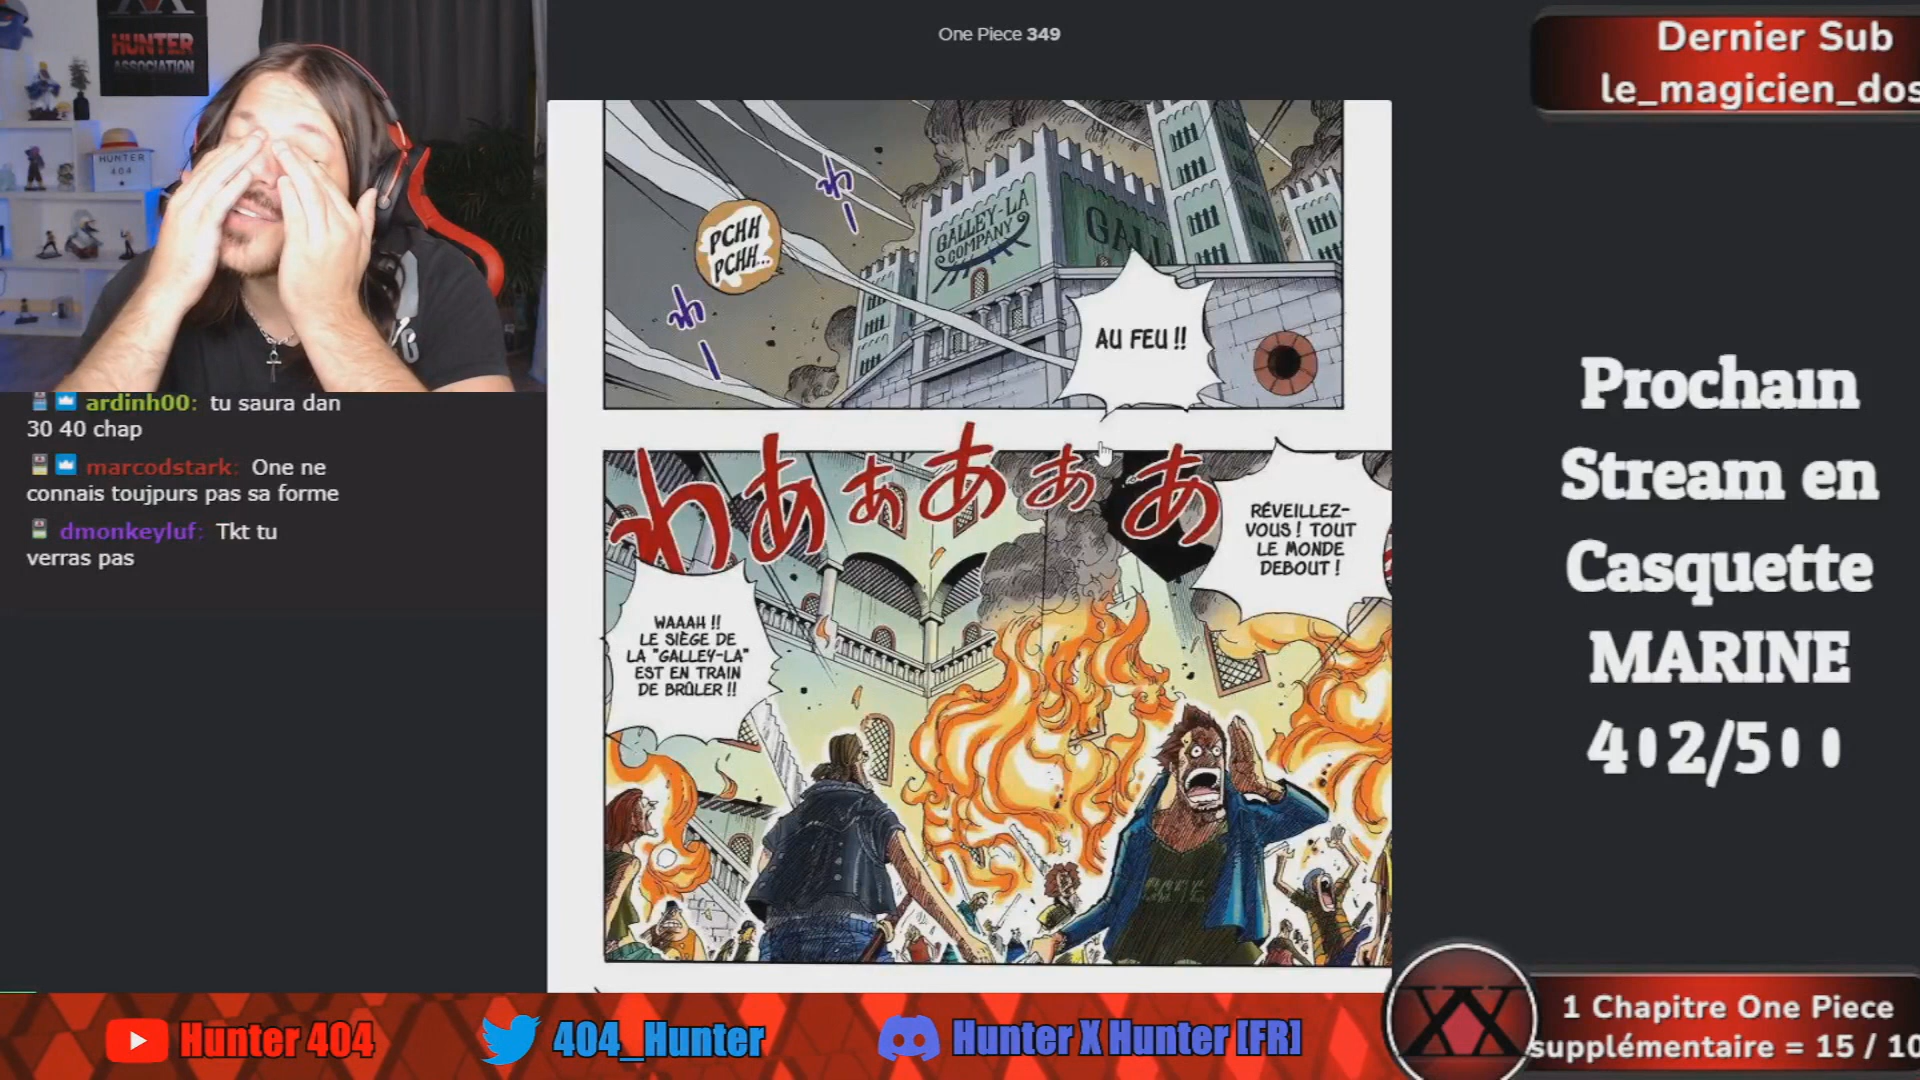 HUNTER
ASSOCIATION
HUNTER
404
ardinh00: tu saura dan
30 40 chap
marcodstark: One ne
connais toujpurs pas sa forme
dmonkeyluf: Tkt tu
verras pas
One Piece 349
GALLEY-LA
COMPANY
PCHH
PCHH...
AU FEU !!
わぁぁぁぁぁ
RÉVEILLEZ-
VOUS ! TOUT
LE MONDE
DEBOUT !
WAAAH !!
LE SIÈGE DE
LA "GALLEY-LA"
EST EN TRAIN
DE BRÛLER !!
Dernier Sub
le_magicien_dos
Prochain
Stream en
Casquette
MARINE
402/500
1 Chapitre One Piece
supplémentaire = 15 / 10
Hunter 404
404_Hunter
Hunter X Hunter [FR]